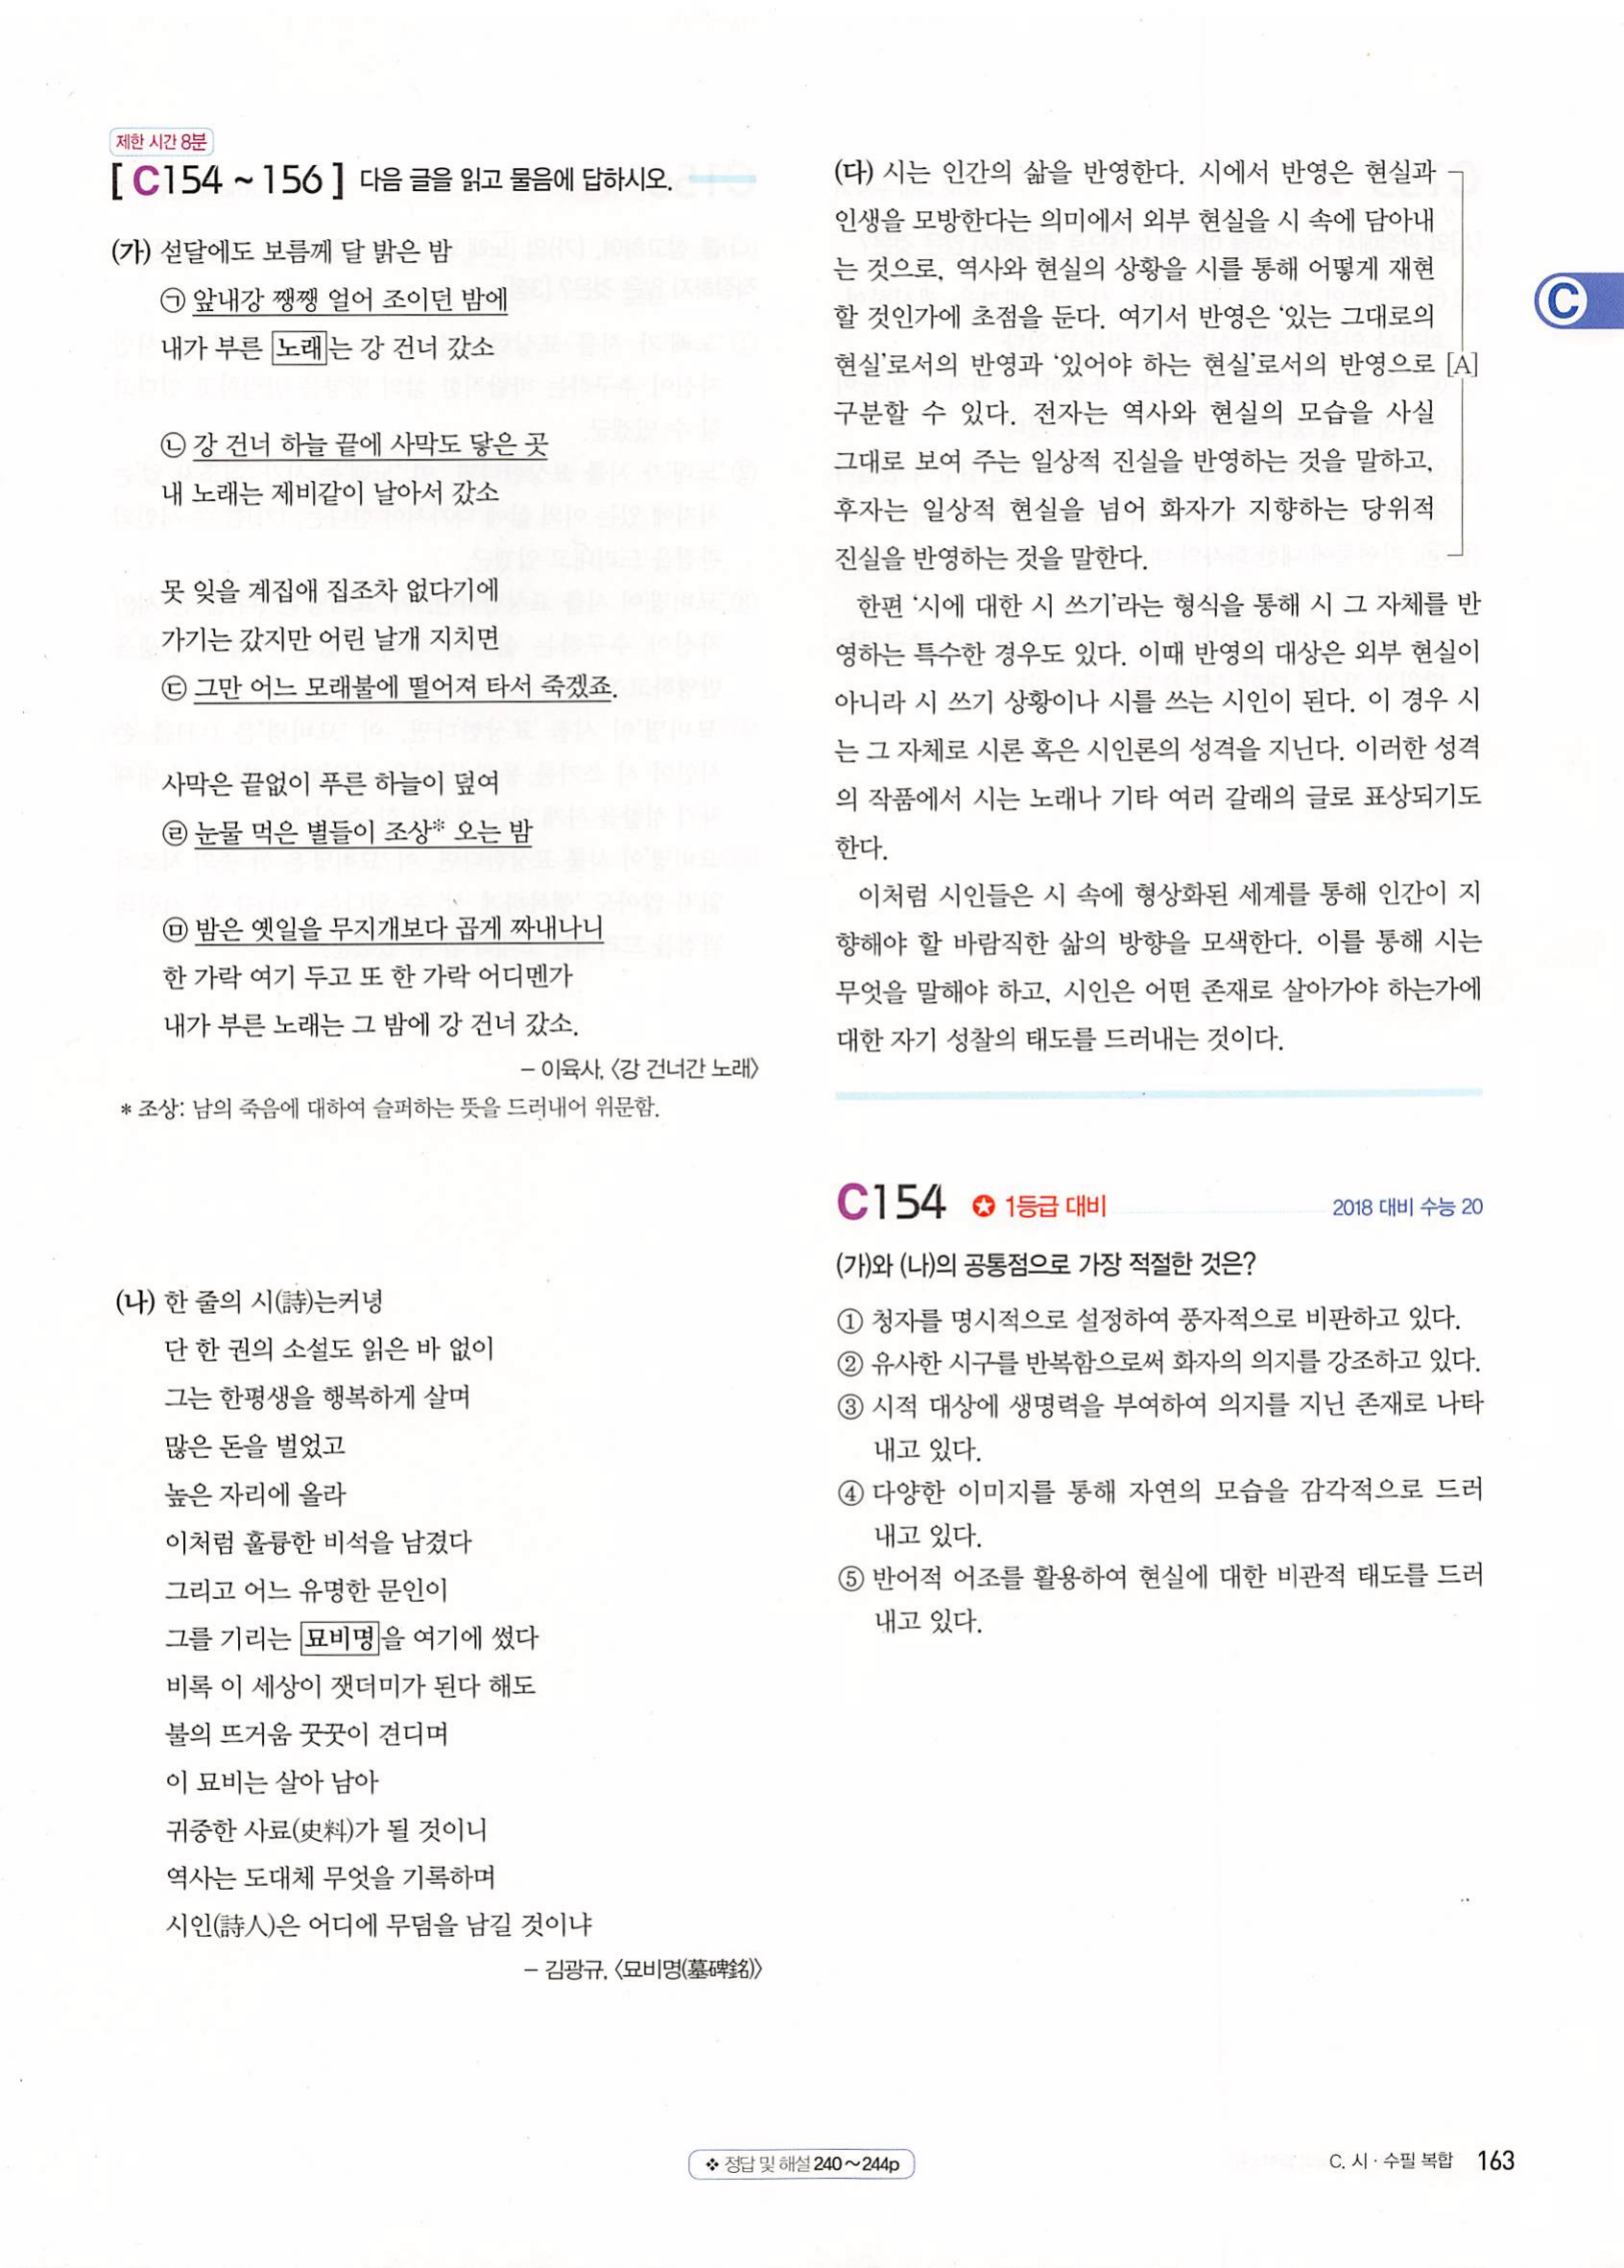 제한 시간 8분
[ C154 ~ 156 ] 다음 글을 읽고 물음에 답하시오.
(가) 섣달에도 보름께 달 밝은 밤
㉠ 앞내강 쨍쨍 얼어 조이던 밤에
내가 부른 노래는 강 건너 갔소
㉡ 강 건너 하늘 끝에 사막도 닿은 곳
내 노래는 제비같이 날아서 갔소
못 잊을 계집애 집조차 없다기에
가기는 갔지만 어린 날개 지치면
㉢ 그만 어느 모래불에 떨어져 타서 죽겠죠.
사막은 끝없이 푸른 하늘이 덮여
㉣ 눈물 먹은 별들이 조상* 오는 밤
㉤ 밤은 옛일을 무지개보다 곱게 짜내나니
한 가락 여기 두고 또 한 가락 어디멘가
내가 부른 노래는 그 밤에 강 건너 갔소.
– 이육사, 〈강 건너간 노래〉
* 조상: 남의 죽음에 대하여 슬퍼하는 뜻을 드러내어 위문함.
(나) 한 줄의 시(詩)는커녕
단 한 권의 소설도 읽은 바 없이
그는 한평생을 행복하게 살며
많은 돈을 벌었고
높은 자리에 올라
이처럼 훌륭한 비석을 남겼다
그리고 어느 유명한 문인이
그를 기리는 묘비명을 여기에 썼다
비록 이 세상이 잿더미가 된다 해도
불의 뜨거움 꿋꿋이 견디며
이 묘비는 살아 남아
귀중한 사료(史料)가 될 것이니
역사는 도대체 무엇을 기록하며
시인(詩人)은 어디에 무덤을 남길 것이냐
– 김광규, 〈묘비명(墓碑銘)〉
(다) 시는 인간의 삶을 반영한다. 시에서 반영은 현실과
인생을 모방한다는 의미에서 외부 현실을 시 속에 담아내
는 것으로, 역사와 현실의 상황을 시를 통해 어떻게 재현
할 것인가에 초점을 둔다. 여기서 반영은 ‘있는 그대로의
현실’로서의 반영과 ‘있어야 하는 현실’로서의 반영으로 [A]
구분할 수 있다. 전자는 역사와 현실의 모습을 사실
그대로 보여 주는 일상적 진실을 반영하는 것을 말하고,
후자는 일상적 현실을 넘어 화자가 지향하는 당위적
진실을 반영하는 것을 말한다.
한편 ‘시에 대한 시 쓰기’라는 형식을 통해 시 그 자체를 반
영하는 특수한 경우도 있다. 이때 반영의 대상은 외부 현실이
아니라 시 쓰기 상황이나 시를 쓰는 시인이 된다. 이 경우 시
는 그 자체로 시론 혹은 시인론의 성격을 지닌다. 이러한 성격
의 작품에서 시는 노래나 기타 여러 갈래의 글로 표상되기도
한다.
이처럼 시인들은 시 속에 형상화된 세계를 통해 인간이 지
향해야 할 바람직한 삶의 방향을 모색한다. 이를 통해 시는
무엇을 말해야 하고, 시인은 어떤 존재로 살아가야 하는가에
대한 자기 성찰의 태도를 드러내는 것이다.
C
C154 1등급 대비 2018 대비 수능 20
(가)와 (나)의 공통점으로 가장 적절한 것은?
① 청자를 명시적으로 설정하여 풍자적으로 비판하고 있다.
② 유사한 시구를 반복함으로써 화자의 의지를 강조하고 있다.
③ 시적 대상에 생명력을 부여하여 의지를 지닌 존재로 나타
내고 있다.
④ 다양한 이미지를 통해 자연의 모습을 감각적으로 드러
내고 있다.
⑤ 반어적 어조를 활용하여 현실에 대한 비관적 태도를 드러
내고 있다.
❖ 정답 및 해설 240~244p
C. 시·수필 복합 163